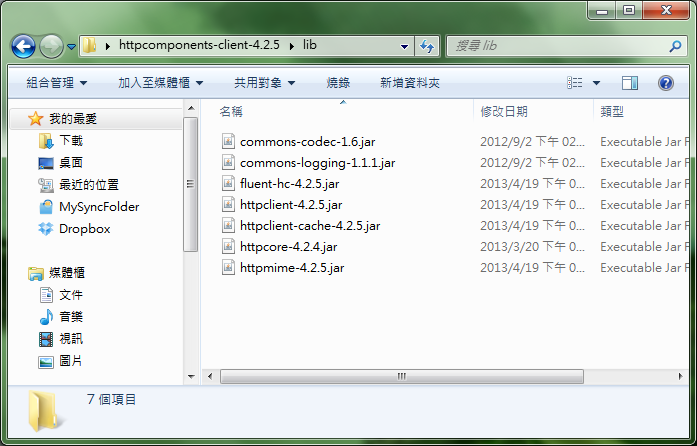 httpcomponents-client-4.2.5 ▸ lib
搜尋 lib
組合管理 加入至媒體櫃 共用對象 燒錄 新增資料夾
我的最愛
下載
桌面
最近的位置
MySyncFolder
Dropbox
媒體櫃
文件
音樂
視訊
圖片
名稱 修改日期 類型
commons-codec-1.6.jar 2012/9/2 下午 02... Executable Jar F
commons-logging-1.1.1.jar 2012/9/2 下午 02... Executable Jar F
fluent-hc-4.2.5.jar 2013/4/19 下午 0... Executable Jar F
httpclient-4.2.5.jar 2013/4/19 下午 0... Executable Jar F
httpclient-cache-4.2.5.jar 2013/4/19 下午 0... Executable Jar F
httpcore-4.2.4.jar 2013/3/20 下午 0... Executable Jar F
httpmime-4.2.5.jar 2013/4/19 下午 0... Executable Jar F
7 個項目